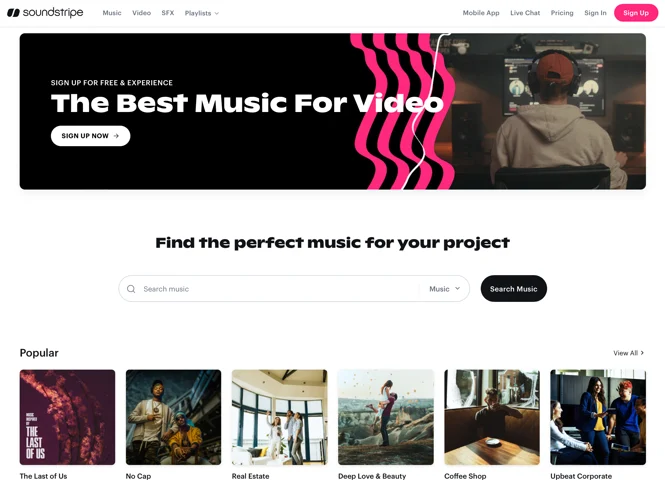 soundstripe
Music Video SFX Playlists
Mobile App Live Chat Pricing Sign In Sign Up
SIGN UP FOR FREE & EXPERIENCE
The Best Music For Video
SIGN UP NOW →
Find the perfect music for your project
Search music
Music
Search Music
Popular
View All
MUSIC
INSPIRED
BY
THE
LAST
OF US
The Last of Us
No Cap
Real Estate
Deep Love & Beauty
Coffee Shop
Upbeat Corporate